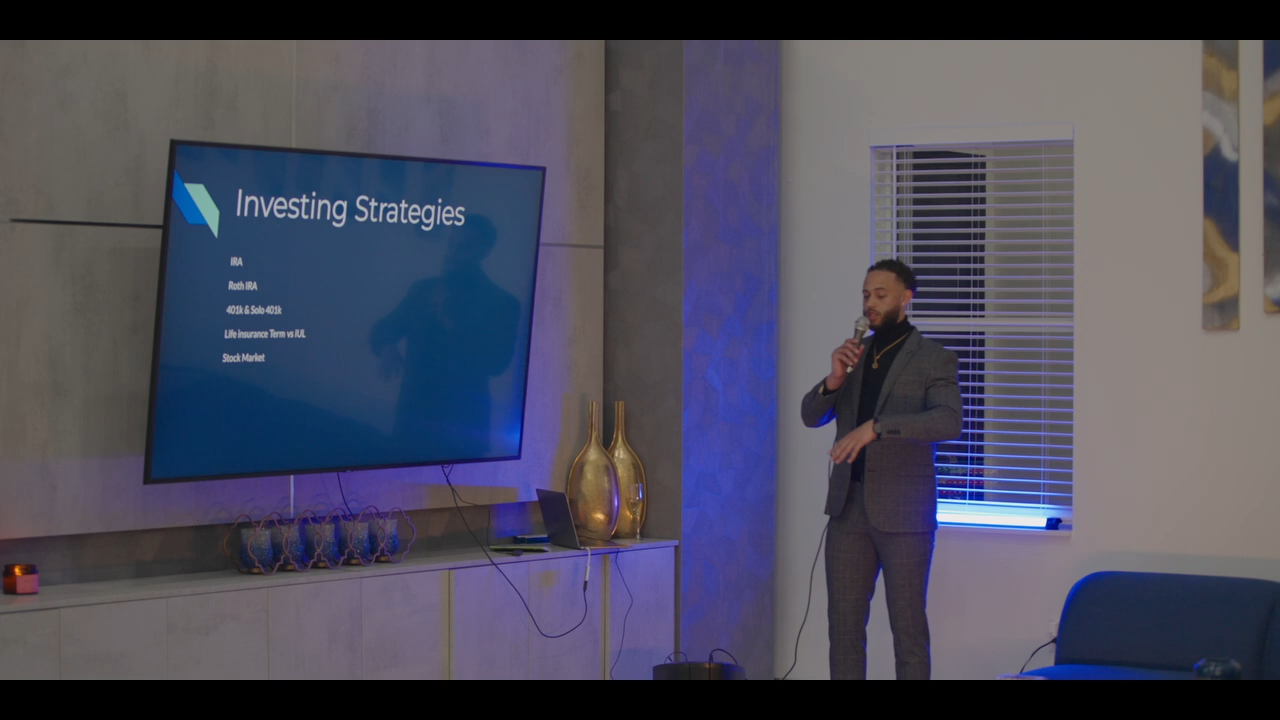 Investing Strategies
IRA
Roth IRA
401k & Solo 401k
Life insurance Term vs IUL
Stock Market